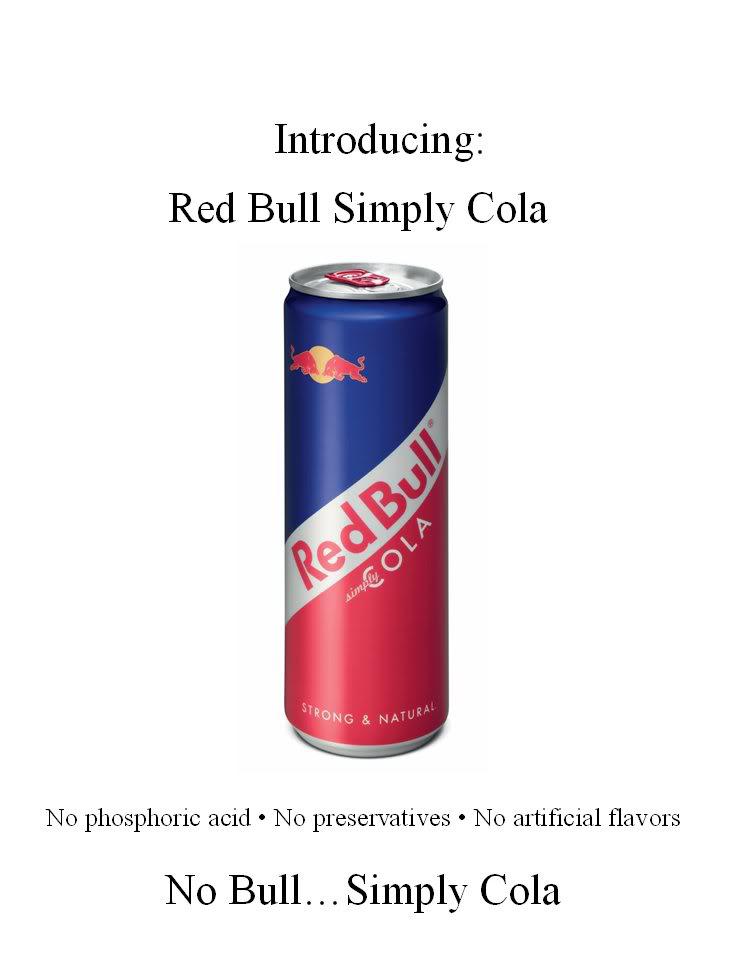 Introducing:
Red Bull Simply Cola
Red Bull®
simply COLA
STRONG & NATURAL
No phosphoric acid • No preservatives • No artificial flavors
No Bull…Simply Cola